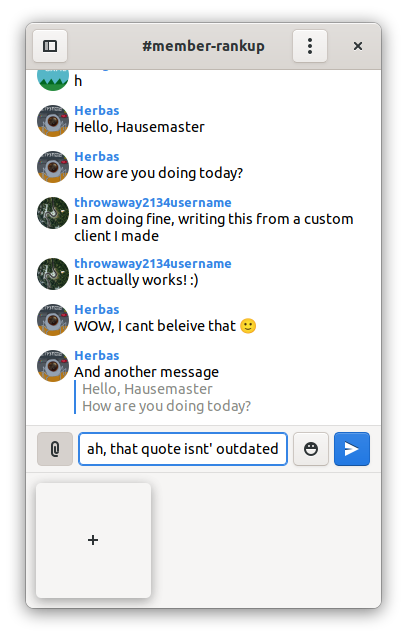 #member-rankup
h
Herbas
Hello, Hausemaster
Herbas
How are you doing today?
throwaway2134username
I am doing fine, writing this from a custom
client I made
throwaway2134username
It actually works! :)
Herbas
WOW, I cant beleive that 🙂
Herbas
And another message
Hello, Hausemaster
How are you doing today?
ah, that quote isnt' outdated
+